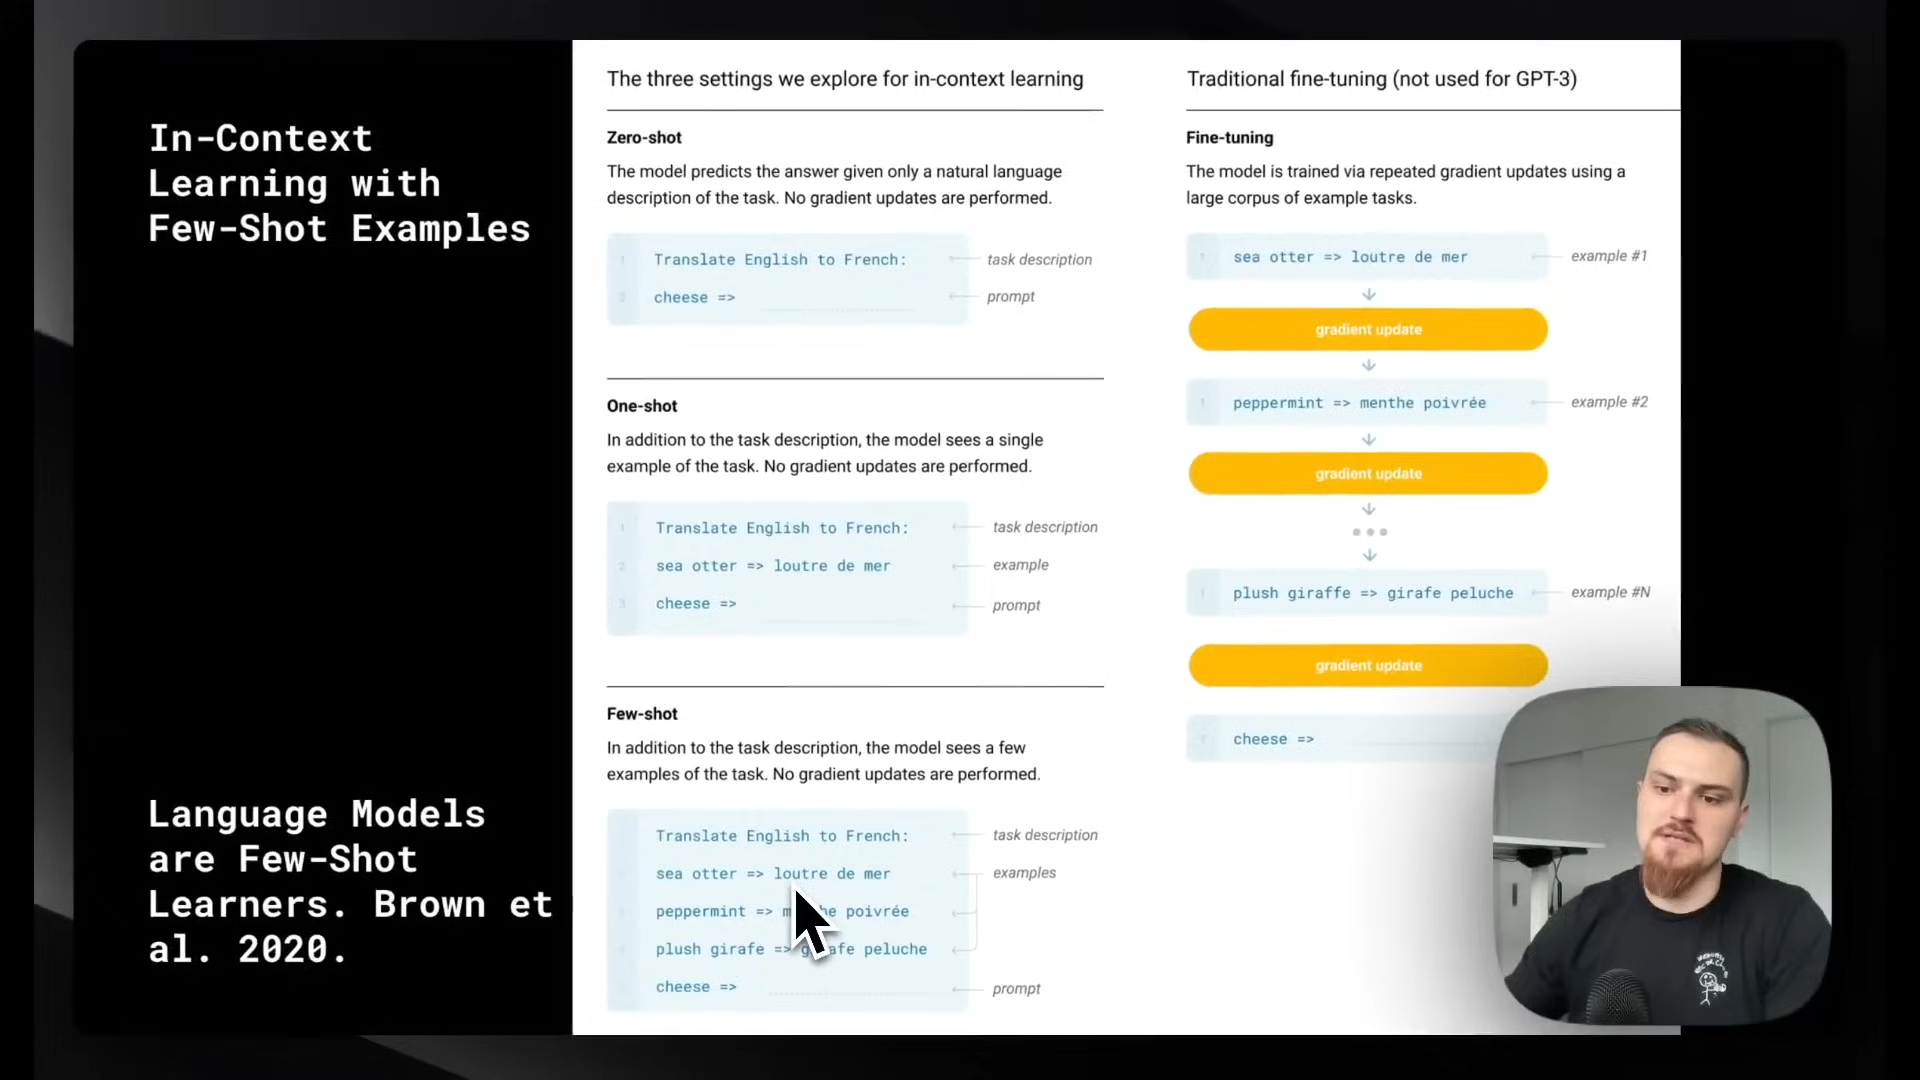 In-Context
Learning with
Few-Shot Examples
Language Models
are Few-Shot
Learners. Brown et
al. 2020.
The three settings we explore for in-context learning
Zero-shot
The model predicts the answer given only a natural language
description of the task. No gradient updates are performed.
1 Translate English to French: task description
2 cheese => prompt
One-shot
In addition to the task description, the model sees a single
example of the task. No gradient updates are performed.
1 Translate English to French: task description
2 sea otter => loutre de mer example
3 cheese => prompt
Few-shot
In addition to the task description, the model sees a few
examples of the task. No gradient updates are performed.
Translate English to French: task description
sea otter => loutre de mer examples
peppermint => poivrée
plush girafe => peluche
cheese => prompt
Traditional fine-tuning (not used for GPT-3)
Fine-tuning
The model is trained via repeated gradient updates using a
large corpus of example tasks.
1 sea otter => loutre de mer example #1
gradient update
1 peppermint => menthe poivrée example #2
gradient update
1 plush giraffe => girafe peluche example #N
gradient update
cheese =>